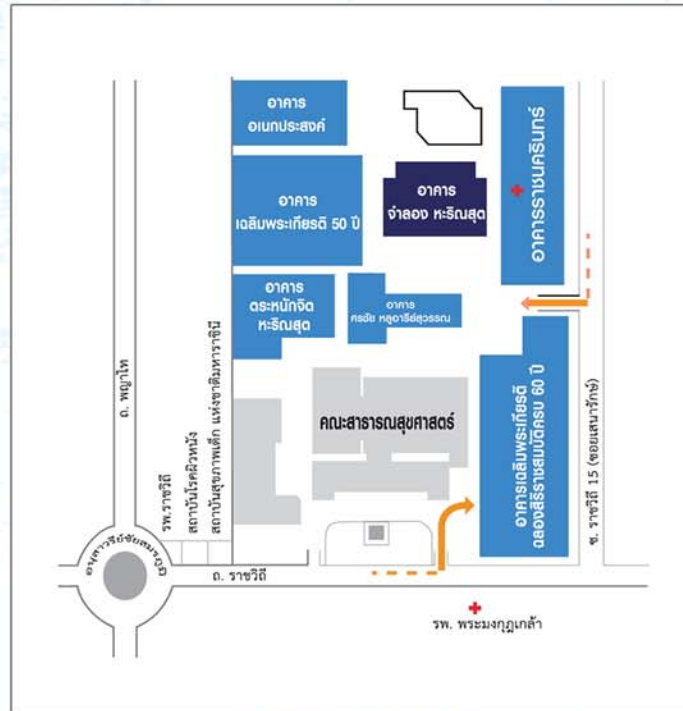 อาคาร
อเนกประสงค์
อาคาร
เฉลิมพระเกียรติ 50 ปี
อาคาร
จำลอง หะริณสุต
อาคารราชนครินทร์
อาคาร
ตระหนักจิต
หะริณสุต
อาคาร
ศรชัย หลูอารีย์สุวรรณ
คณะสาธารณสุขศาสตร์
อาคารเฉลิมพระเกียรติ
ฉลองสิริราชสมบัติครบ 60 ปี
ซ. ราชวิถี 15 (ซอยเสนารักษ์)
ถ. พญาไท
รพ.ราชวิถี
สถาบันโรคผิวหนัง
สถาบันสุขภาพเด็ก แห่งชาติมหาราชินี
อนุสาวรีย์ชัยสมรภูมิ
ถ. ราชวิถี
รพ. พระมงกุฎเกล้า